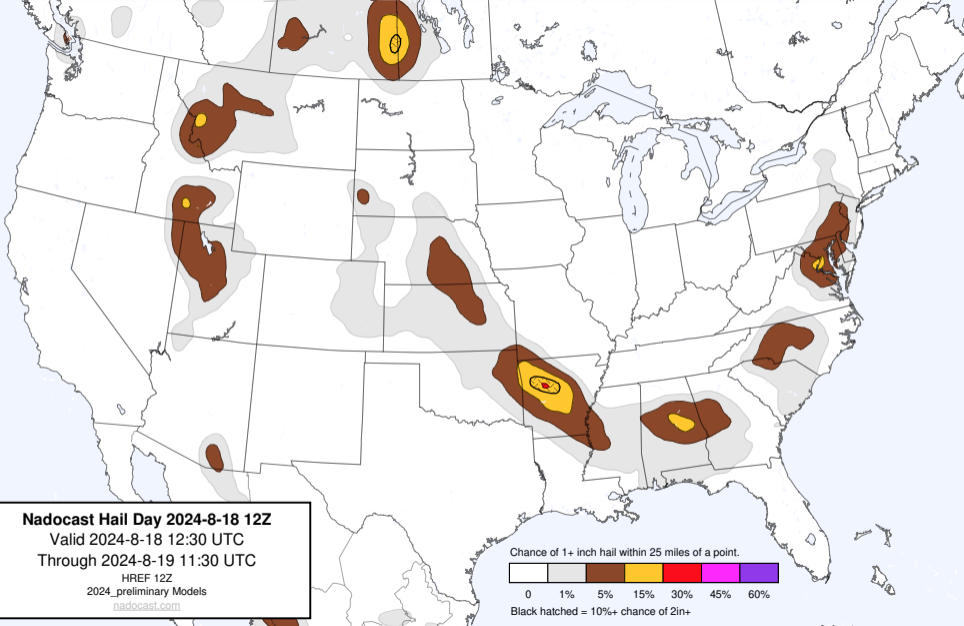 Nadocast Hail Day 2024-8-18 12Z
Valid 2024-8-18 12:30 UTC
Through 2024-8-19 11:30 UTC
HREF 12Z
2024_preliminary Models
nadocast.com
Chance of 1+ inch hail within 25 miles of a point.
0 1% 5% 15% 30% 45% 60%
Black hatched = 10%+ chance of 2in+